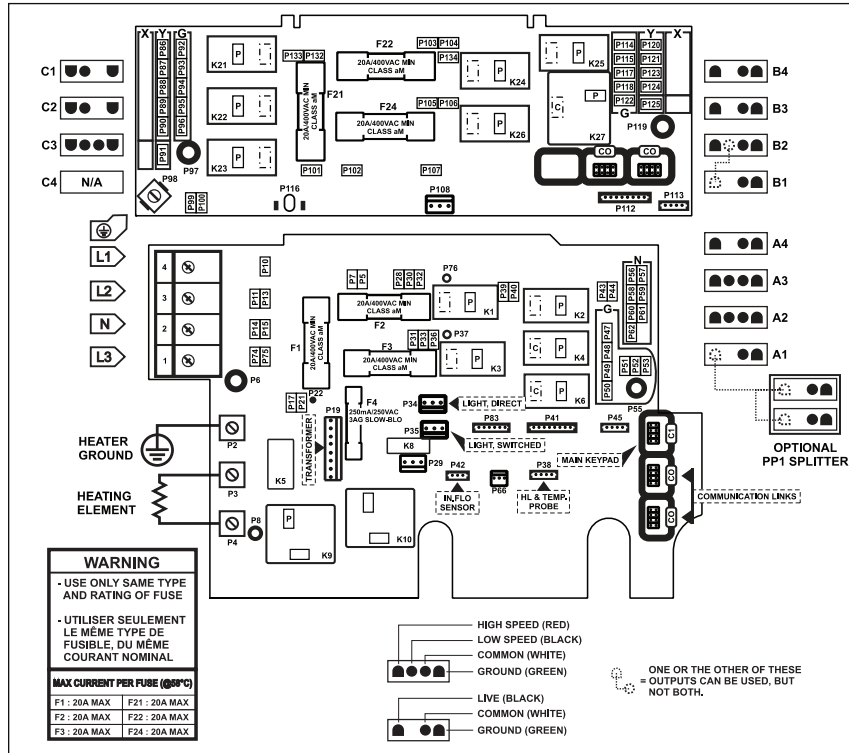 X
Y
G
P86
P87
P88
P89
P90
P91
P92
P93
P94
P95
P96
P97
P98
P99
P100
C1
C2
C3
C4
N/A
K21
K22
K23
P133
P132
20A/400VAC MIN
CLASS aM
F21
F22
20A/400VAC MIN
CLASS aM
P103
P104
P134
K24
20A/400VAC MIN
CLASS aM
F24
P105
P106
K26
P101
P102
P107
P116
P108
K25
K27
P
C
P114
P115
P117
P118
P122
G
Y
X
P120
P121
P123
P124
P125
P119
CO
CO
P112
P113
B4
B3
B2
B1
A4
A3
A2
A1
OPTIONAL
PP1 SPLITTER
L1
L2
N
L3
4
3
2
1
P10
P11
P13
P14
P15
P74
P75
P6
P7
P5
P28
P30
P32
P76
20A/400VAC MIN
CLASS aM
F1
20A/400VAC MIN
CLASS aM
F2
20A/400VAC MIN
CLASS aM
F3
P31
P33
P36
P37
K1
K3
P39
P40
K2
K4
K6
P43
P44
N
P56
P57
P58
P59
P60
P61
P62
G
P47
P48
P49
P50
P51
P52
P53
P55
P17
P21
P22
P19
TRANSFORMER
F4
250mA/250VAC
3AG SLOW-BLO
P34
LIGHT, DIRECT
P35
LIGHT, SWITCHED
K8
P29
P83
P41
P45
MAIN KEYPAD
C1
CO
CO
COMMUNICATION LINKS
P42
IN.FLO
SENSOR
P66
P38
HL & TEMP.
PROBE
HEATER
GROUND
P2
HEATING
ELEMENT
P3
P4
P8
K5
K9
K10
WARNING
- USE ONLY SAME TYPE
AND RATING OF FUSE
- UTILISER SEULEMENT
LE MÊME TYPE DE
FUSIBLE, DU MÊME
COURANT NOMINAL
MAX CURRENT PER FUSE (@58°C)
F1 : 20A MAX F21 : 20A MAX
F2 : 20A MAX F22 : 20A MAX
F3 : 20A MAX F24 : 20A MAX
HIGH SPEED (RED)
LOW SPEED (BLACK)
COMMON (WHITE)
GROUND (GREEN)
LIVE (BLACK)
COMMON (WHITE)
GROUND (GREEN)
ONE OR THE OTHER OF THESE
= OUTPUTS CAN BE USED, BUT
NOT BOTH.